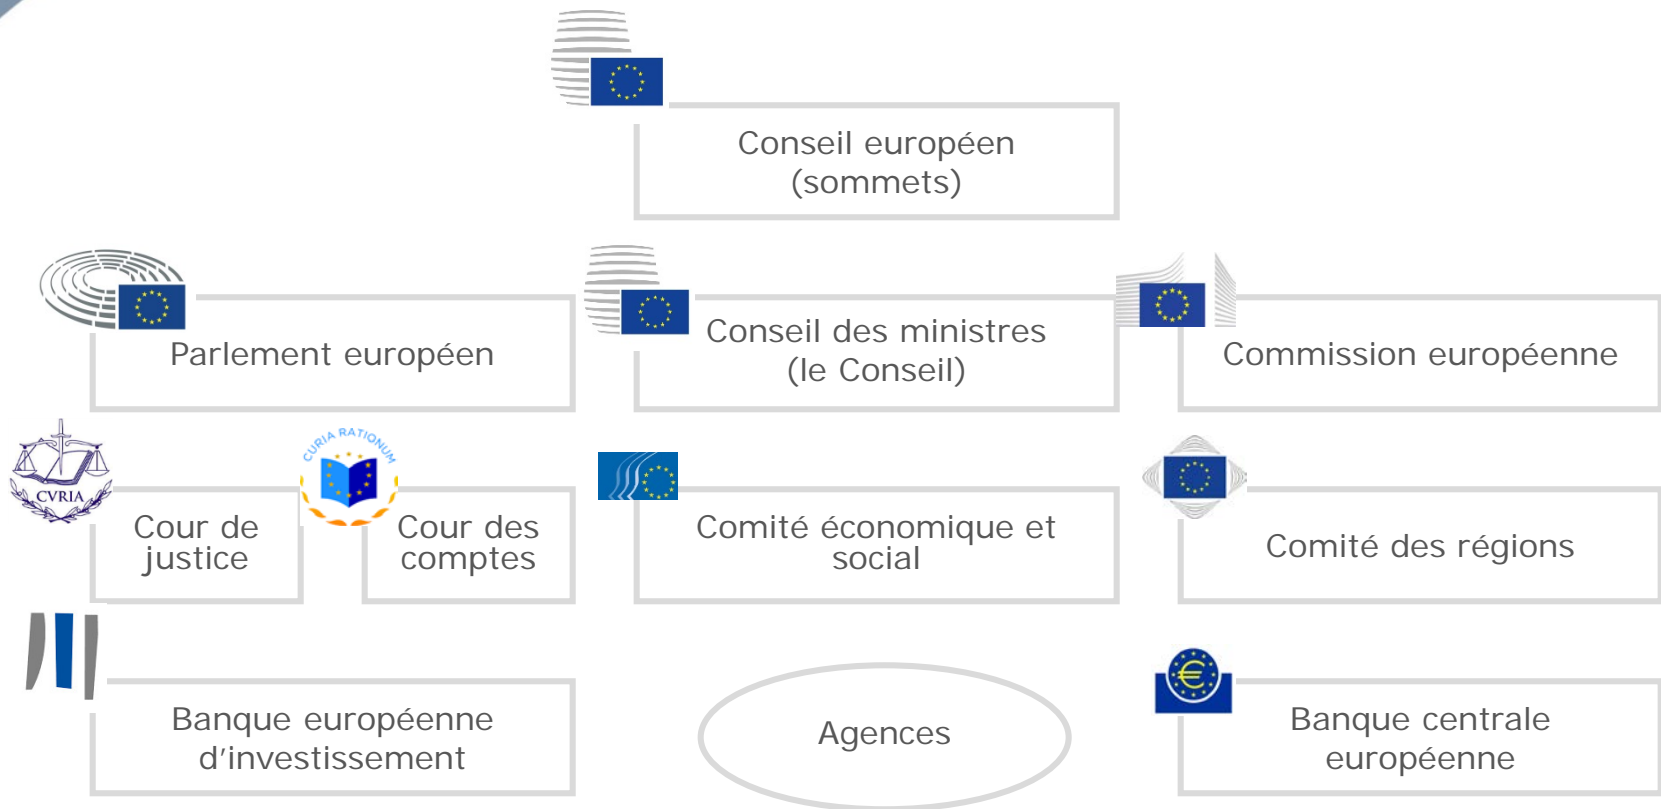 Conseil européen
(sommets)
Parlement européen
Conseil des ministres
(le Conseil)
Commission européenne
CVRIA
CURIA RATIONUM
Cour de
justice
Cour des
comptes
Comité économique et
social
Comité des régions
Banque européenne
d'investissement
Agences
€
Banque centrale
européenne